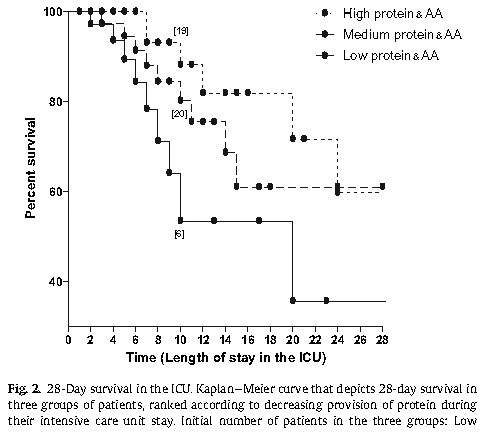 High protein & AA
Medium protein & AA
Low protein & AA
[19]
[20]
[6]
100
80
60
40
Percent survival
0 2 4 6 8 10 12 14 16 18 20 22 24 26 28
Time (Length of stay in the ICU)
Fig. 2. 28-Day survival in the ICU. Kaplan–Meier curve that depicts 28-day survival in
three groups of patients, ranked according to decreasing provision of protein during
their intensive care unit stay. Initial number of patients in the three groups: Low